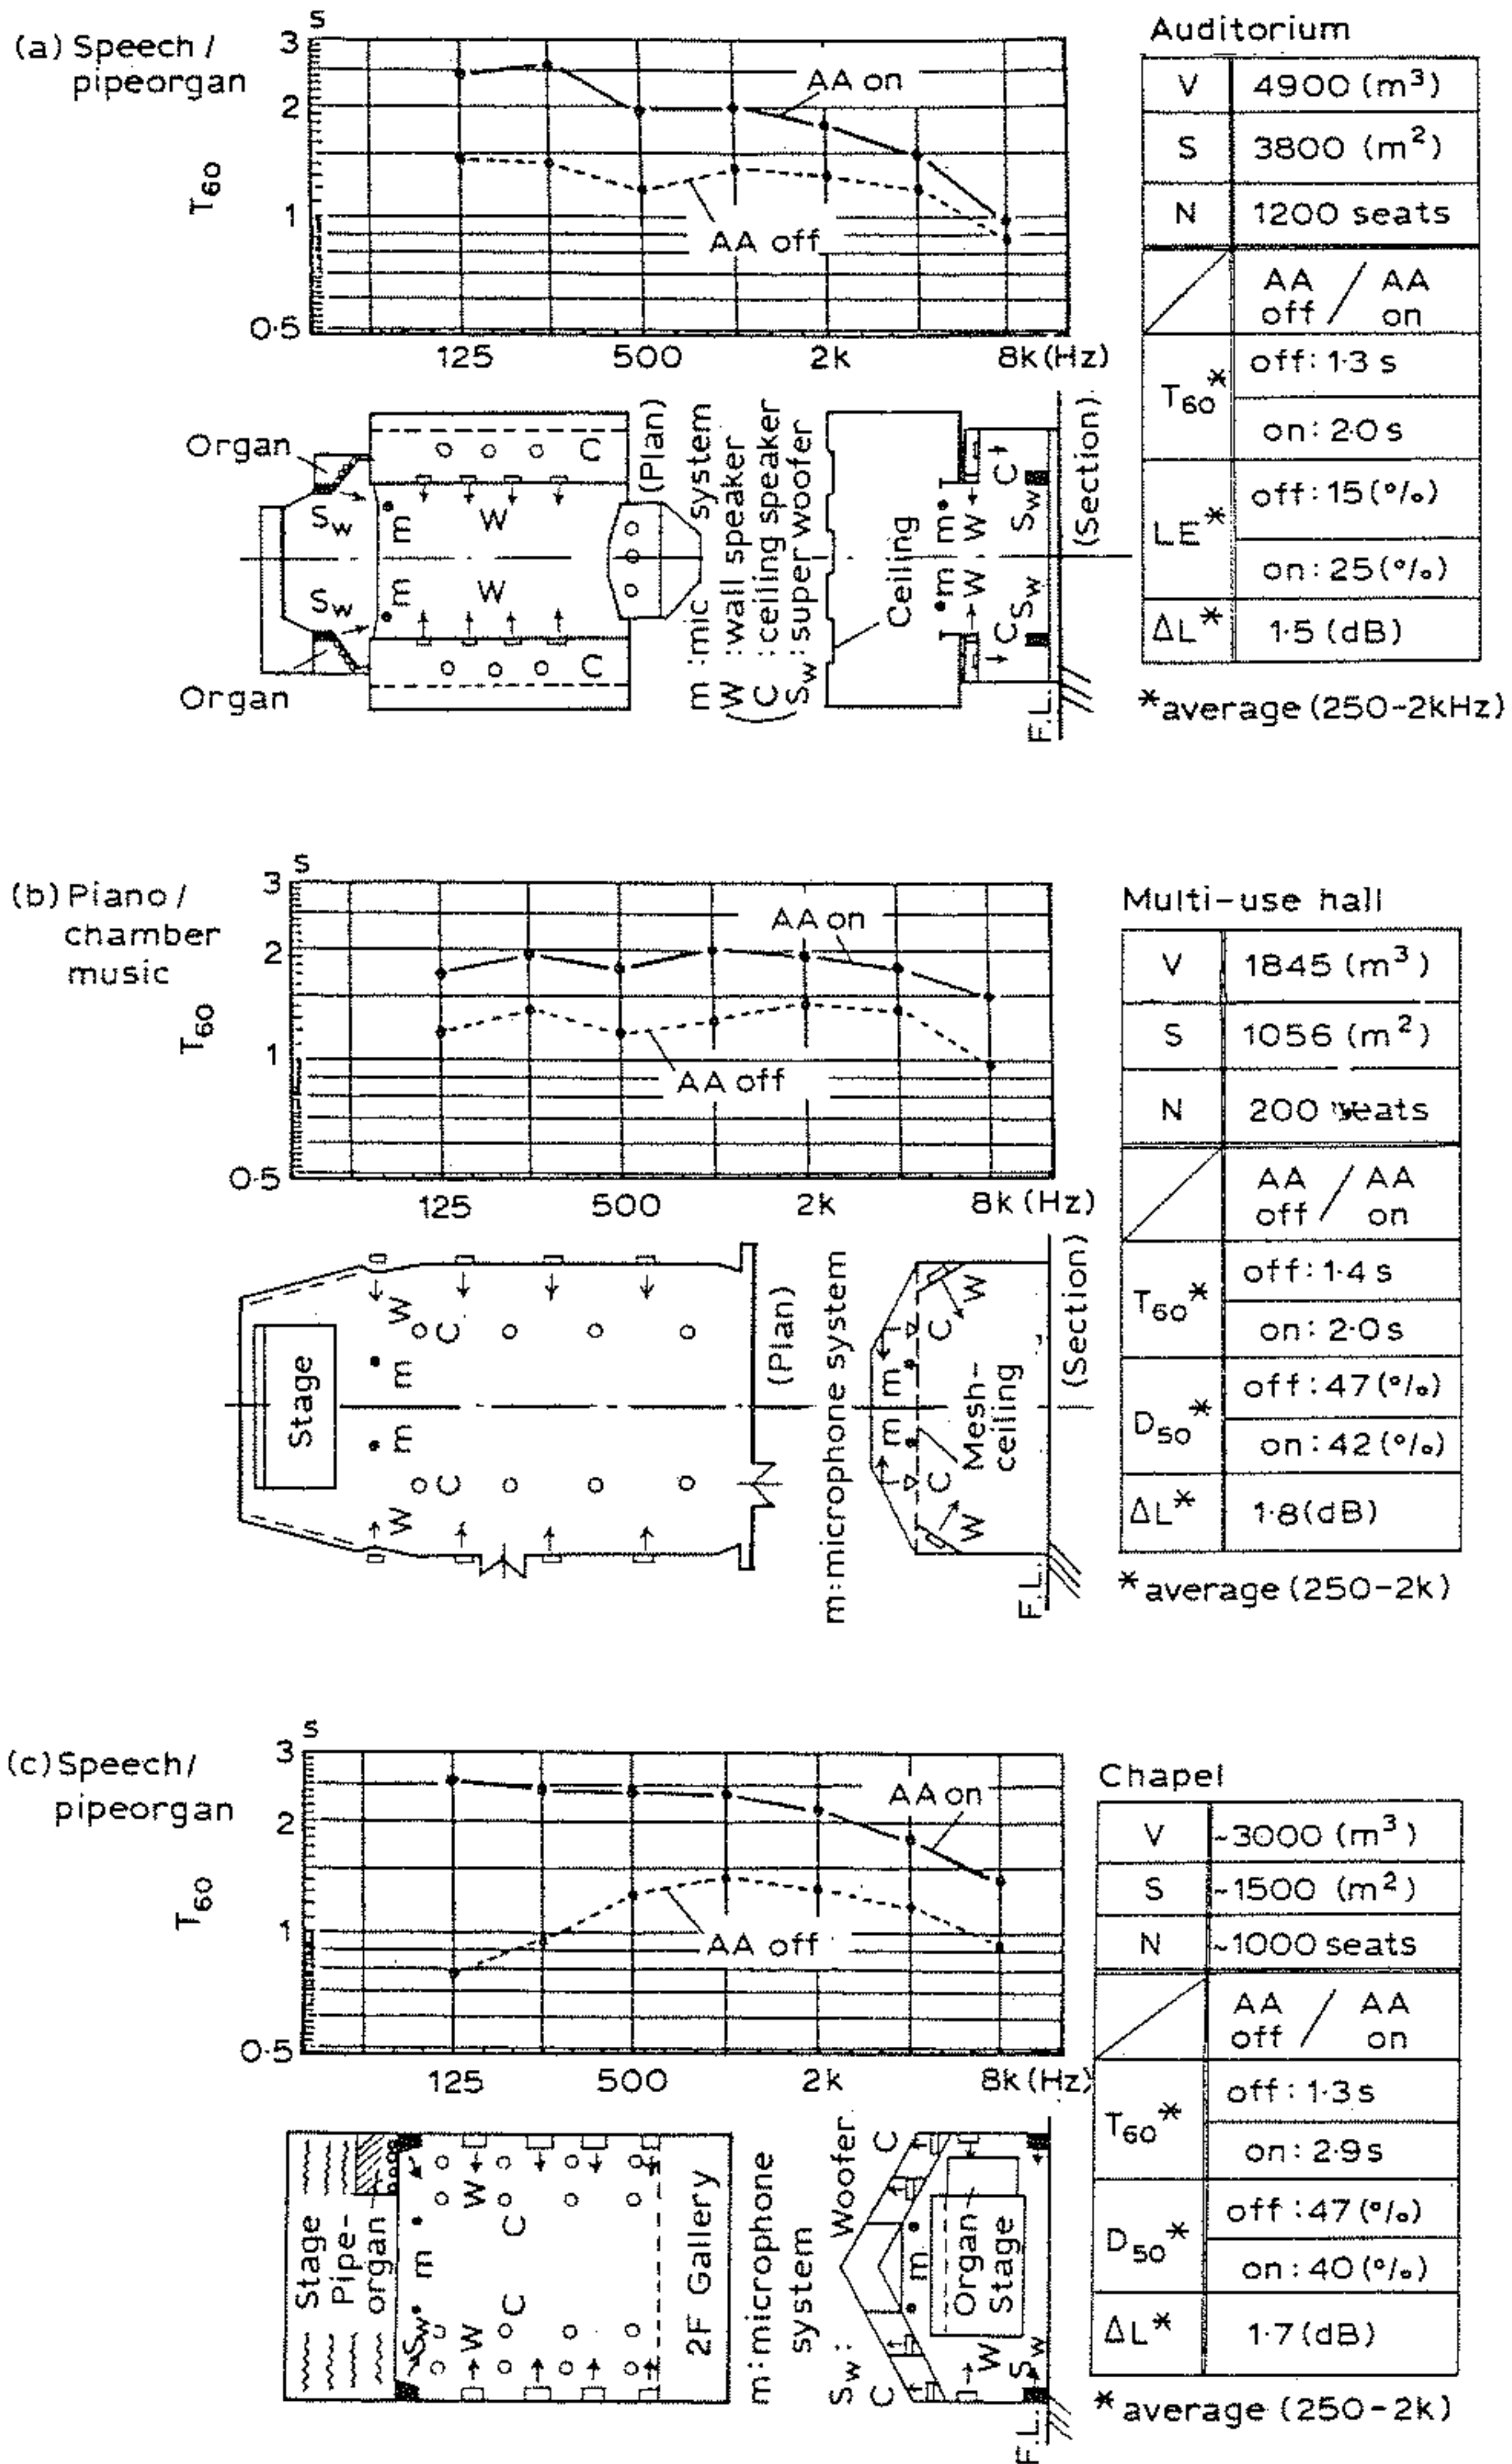 (a) Speech /
pipeorgan
s
3
2
1
0·5
T60
AA on
AA off
125 500 2k 8k (Hz)
Organ
Organ
Sw
Sw
m
m
W
W
C
C
(Plan)
m :mic system
W :wall speaker
C :ceiling speaker
Sw :super woofer
Ceiling
m m
W W
C
C
Sw
Sw
F.L.
(Section)
Auditorium
V 4900 (m³)
S 3800 (m²)
N 1200 seats
AA off / AA on
T60* off: 1·3 s
on: 2·0 s
LE* off: 15 (%)
on: 25 (%)
ΔL* 1·5 (dB)
*average (250-2kHz)
(b) Piano /
chamber
music
s
3
2
1
0·5
T60
AA on
AA off
125 500 2k 8k (Hz)
Stage
W
C
m
m
C
W
(Plan)
m:microphone system
W
C
m m
C
W
Mesh-
ceiling
F.L.
(Section)
Multi-use hall
V 1845 (m³)
S 1056 (m²)
N 200 seats
AA off / AA on
T60* off: 1·4 s
on: 2·0 s
D50* off: 47 (%)
on: 42 (%)
ΔL* 1·8 (dB)
*average (250-2k)
(c) Speech/
pipeorgan
s
3
2
1
0·5
T60
AA on
AA off
125 500 2k 8k (Hz)
Stage
Pipe-
organ
Sw
m
W
W
C
C
2F Gallery
m:microphone
system
Sw: Woofer
C
C
m
Organ
Stage
W
Sw
F.L.
Chapel
V ~3000 (m³)
S ~1500 (m²)
N ~1000 seats
AA off / AA on
T60* off: 1·3 s
on: 2·9 s
D50* off: 47 (%)
on: 40 (%)
ΔL* 1·7 (dB)
*average (250-2k)